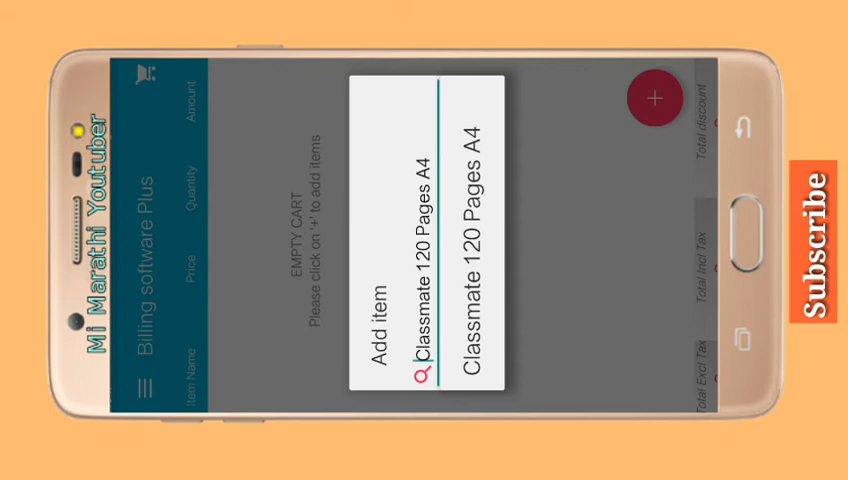 Mi Marathi Youtuber
Billing software Plus
Item Name Price Quantity Amount
EMPTY CART
Please click on '+' to add items
Add item
Classmate 120 Pages A4
Classmate 120 Pages A4
+
Total Excl Tax Total Incl Tax Total discount
Subscribe